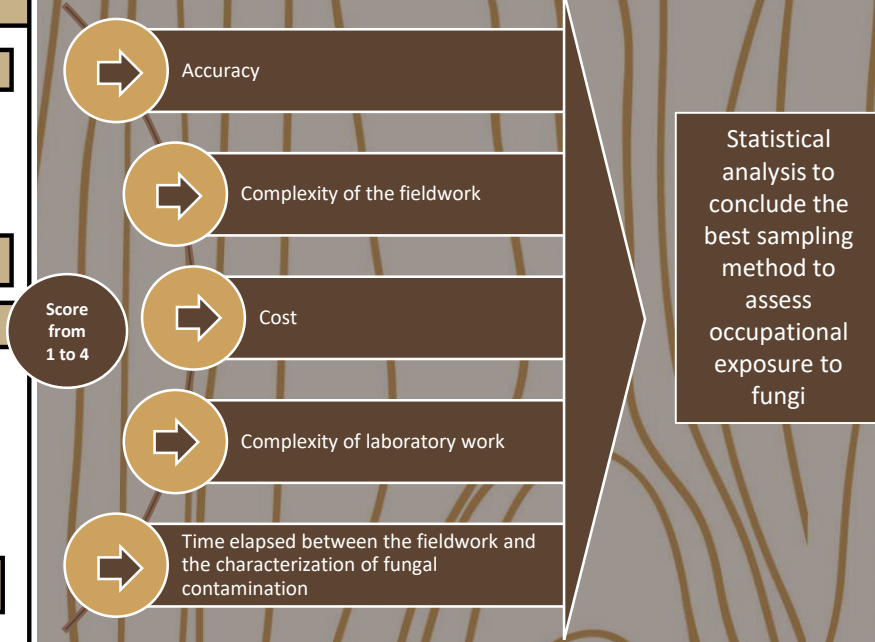 Accuracy
Complexity of the fieldwork
Score
from
1 to 4
Cost
Complexity of laboratory work
Time elapsed between the fieldwork and
the characterization of fungal
contamination
Statistical
analysis to
conclude the
best sampling
method to
assess
occupational
exposure to
fungi